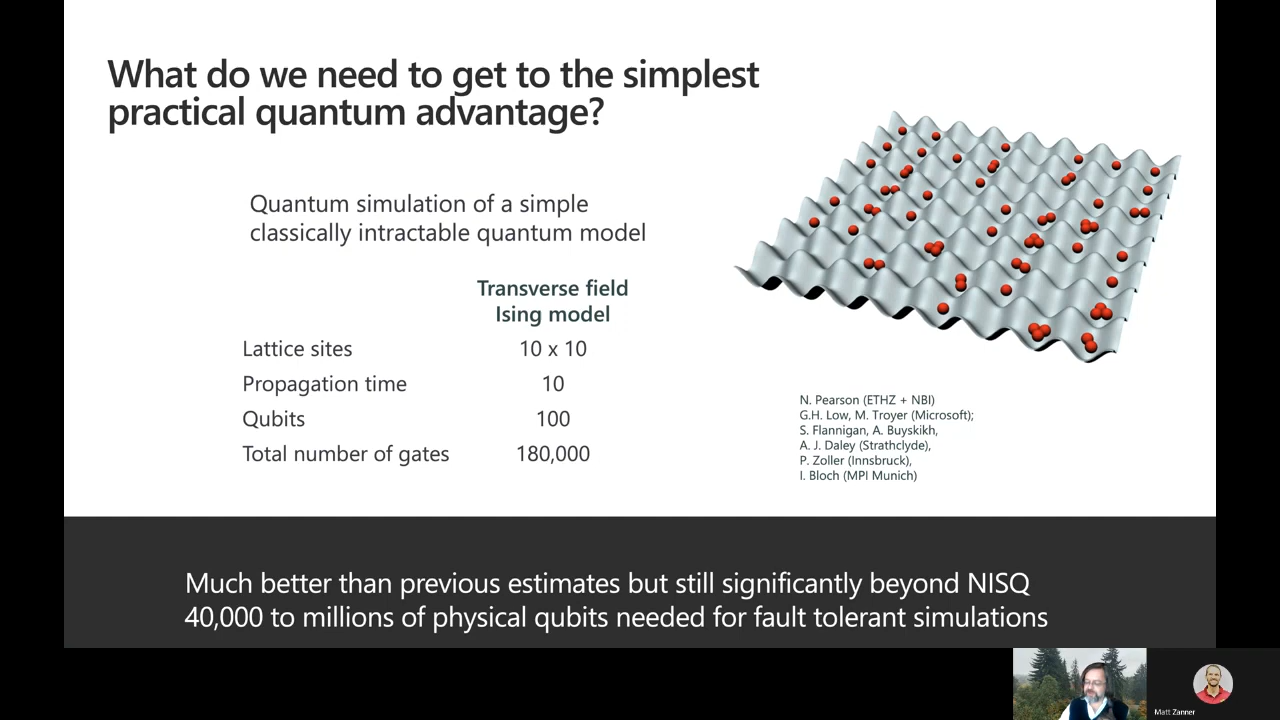 What do we need to get to the simplest
practical quantum advantage?
Quantum simulation of a simple
classically intractable quantum model
Transverse field
Ising model
Lattice sites 10 x 10
Propagation time 10
Qubits 100
Total number of gates 180,000
N. Pearson (ETHZ + NBI)
G.H. Low, M. Troyer (Microsoft);
S. Flannigan, A. Buyskikh,
A. J. Daley (Strathclyde),
P. Zoller (Innsbruck),
I. Bloch (MPI Munich)
Much better than previous estimates but still significantly beyond NISQ
40,000 to millions of physical qubits needed for fault tolerant simulations
Matt Zanner